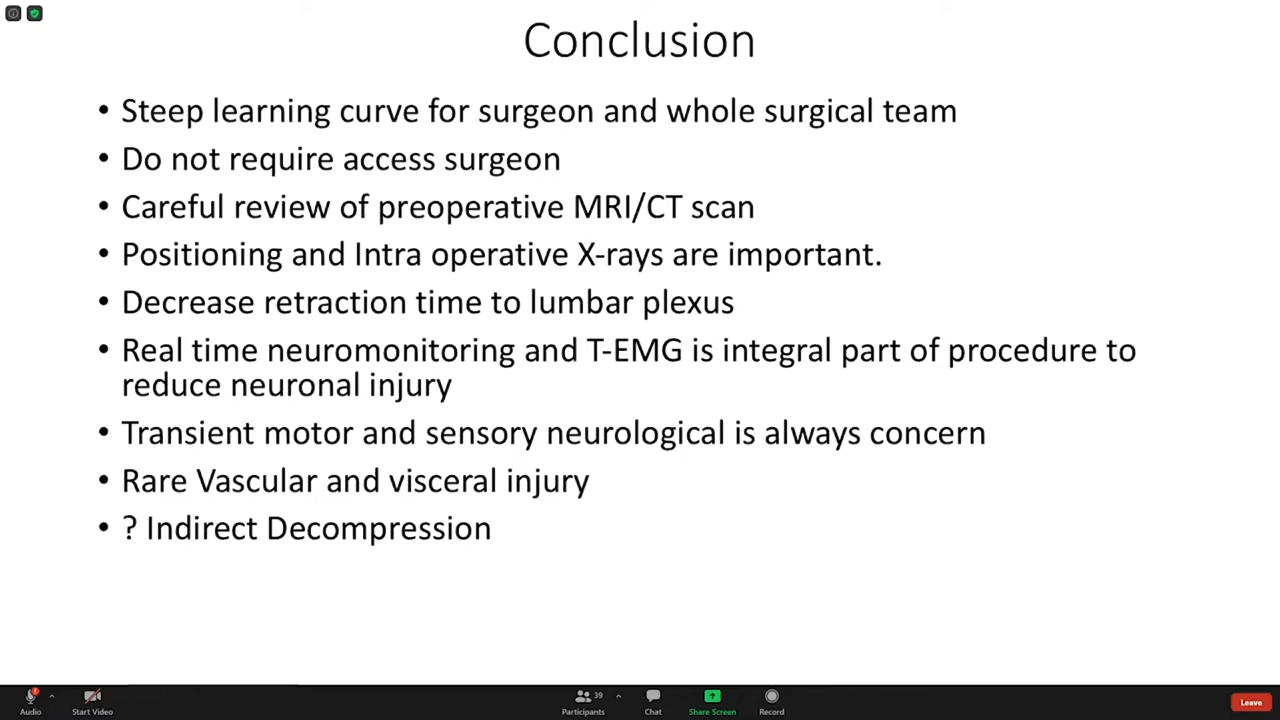 Conclusion
• Steep learning curve for surgeon and whole surgical team
• Do not require access surgeon
• Careful review of preoperative MRI/CT scan
• Positioning and Intra operative X-rays are important.
• Decrease retraction time to lumbar plexus
• Real time neuromonitoring and T-EMG is integral part of procedure to
reduce neuronal injury
• Transient motor and sensory neurological is always concern
• Rare Vascular and visceral injury
• ? Indirect Decompression
39
Audio Start Video Participants Chat Share Screen Record Leave